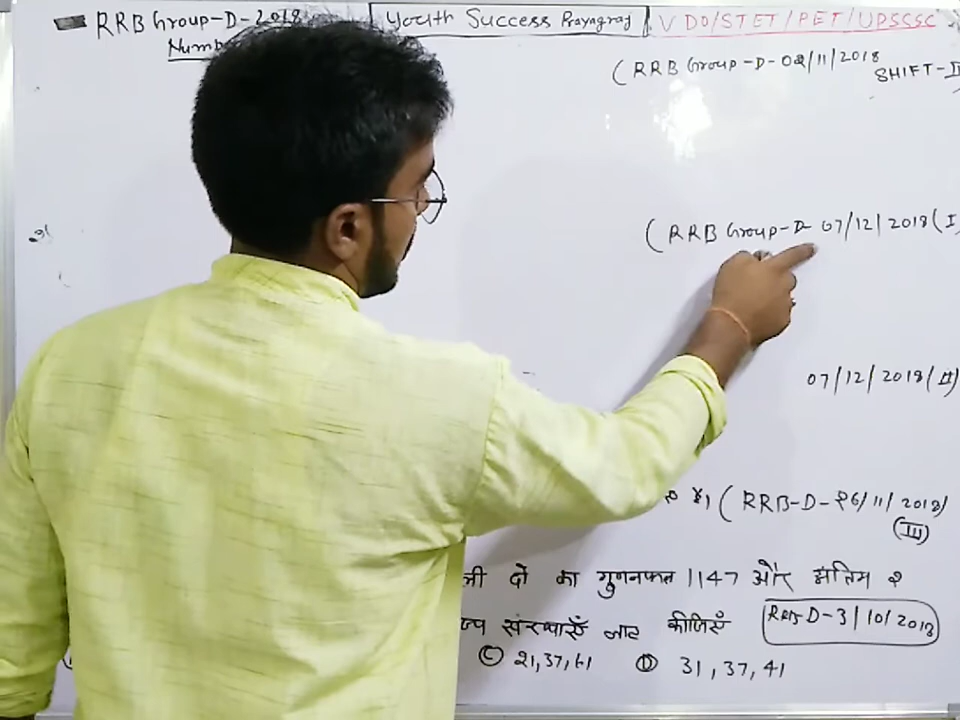 RRB Group-D-2018 Youth Success Prayagraj VDO/STET/PET/UPSSSC
(RRB Group-D-02/11/2018
SHIFT-II
(RRB Group-D 07/12/2018(I)
07/12/2018(II)
(RRB-D-26/11/2018)
(III)
दो का गुणनफल 1147 और अंतिम २
संख्याएँ ज्ञात कीजिएँ RRB-D-3/10/2018
(C) 21,37,61 (D) 31,37,41